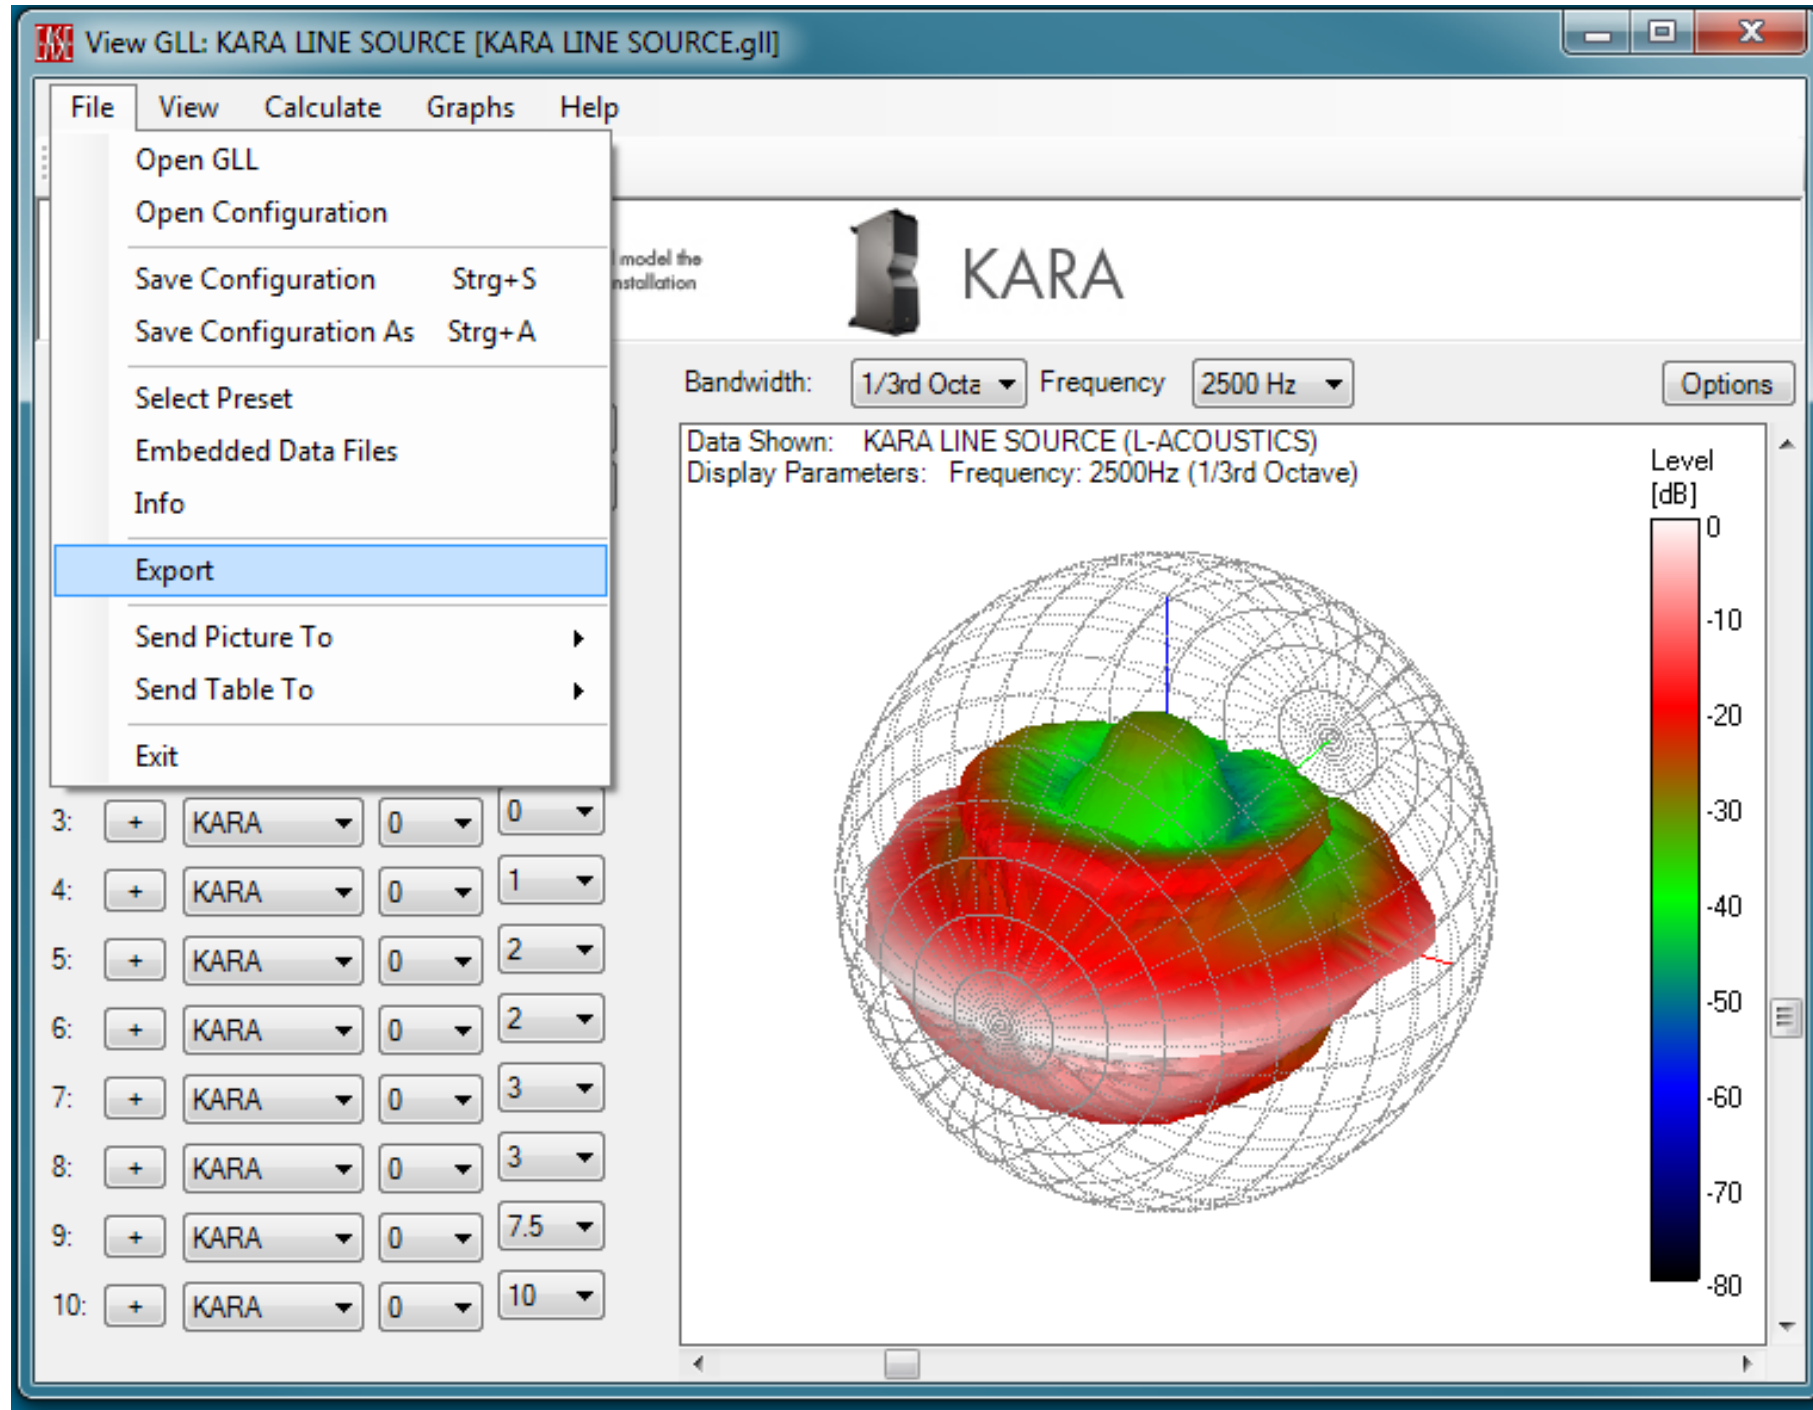 EASE View GLL: KARA LINE SOURCE [KARA LINE SOURCE.gll]
File View Calculate Graphs Help
Open GLL
Open Configuration
Save Configuration Strg+S
Save Configuration As Strg+A
Select Preset
Embedded Data Files
Info
Export
Send Picture To
Send Table To
Exit
model the
nstallation
KARA
Bandwidth: 1/3rd Octa Frequency 2500 Hz Options
Data Shown: KARA LINE SOURCE (L-ACOUSTICS)
Display Parameters: Frequency: 2500Hz (1/3rd Octave)
Level
[dB]
0
-10
-20
-30
-40
-50
-60
-70
-80
3: + KARA 0 0
4: + KARA 0 1
5: + KARA 0 2
6: + KARA 0 2
7: + KARA 0 3
8: + KARA 0 3
9: + KARA 0 7.5
10: + KARA 0 10